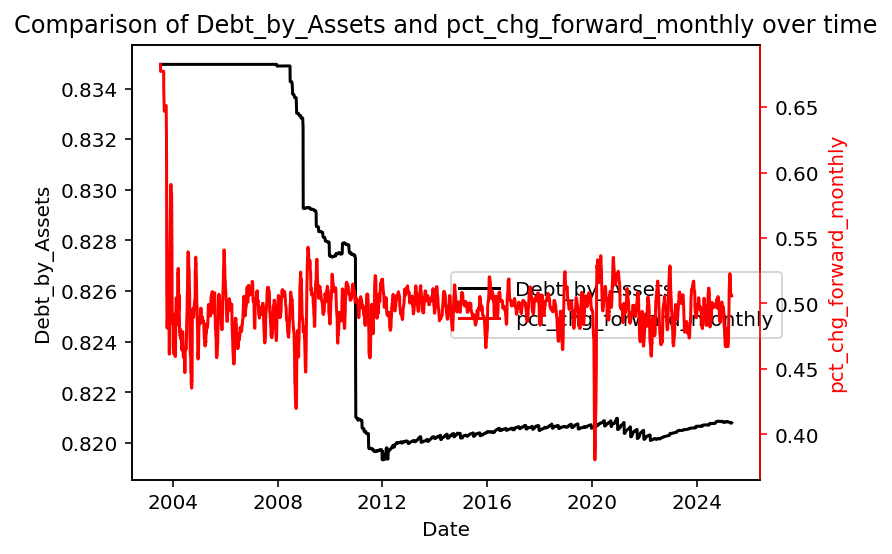 Comparison of Debt_by_Assets and pct_chg_forward_monthly over time
Debt_by_Assets
0.834
0.832
0.830
0.828
0.826
0.824
0.822
0.820
Debt_by_Assets
pct_chg_forward_monthly
0.65
0.60
0.55
0.50
0.45
0.40
pct_chg_forward_monthly
2004 2008 2012 2016 2020 2024
Date